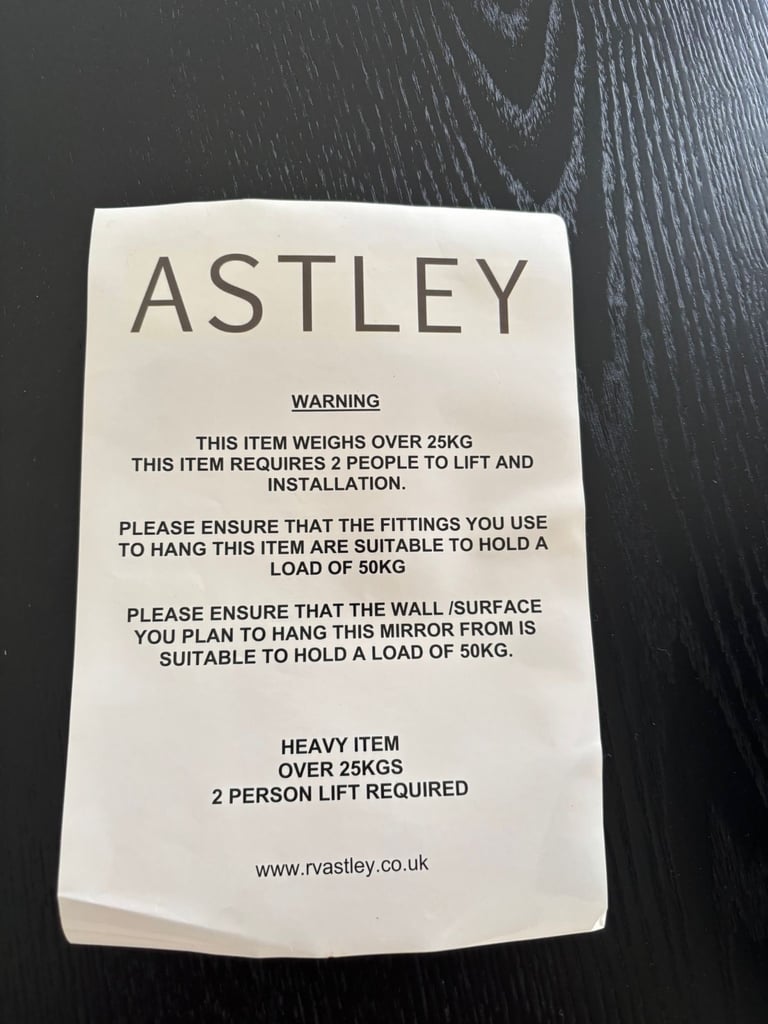 ASTLEY
WARNING
THIS ITEM WEIGHS OVER 25KG
THIS ITEM REQUIRES 2 PEOPLE TO LIFT AND
INSTALLATION.
PLEASE ENSURE THAT THE FITTINGS YOU USE
TO HANG THIS ITEM ARE SUITABLE TO HOLD A
LOAD OF 50KG
PLEASE ENSURE THAT THE WALL /SURFACE
YOU PLAN TO HANG THIS MIRROR FROM IS
SUITABLE TO HOLD A LOAD OF 50KG.
HEAVY ITEM
OVER 25KGS
2 PERSON LIFT REQUIRED
www.rvastley.co.uk